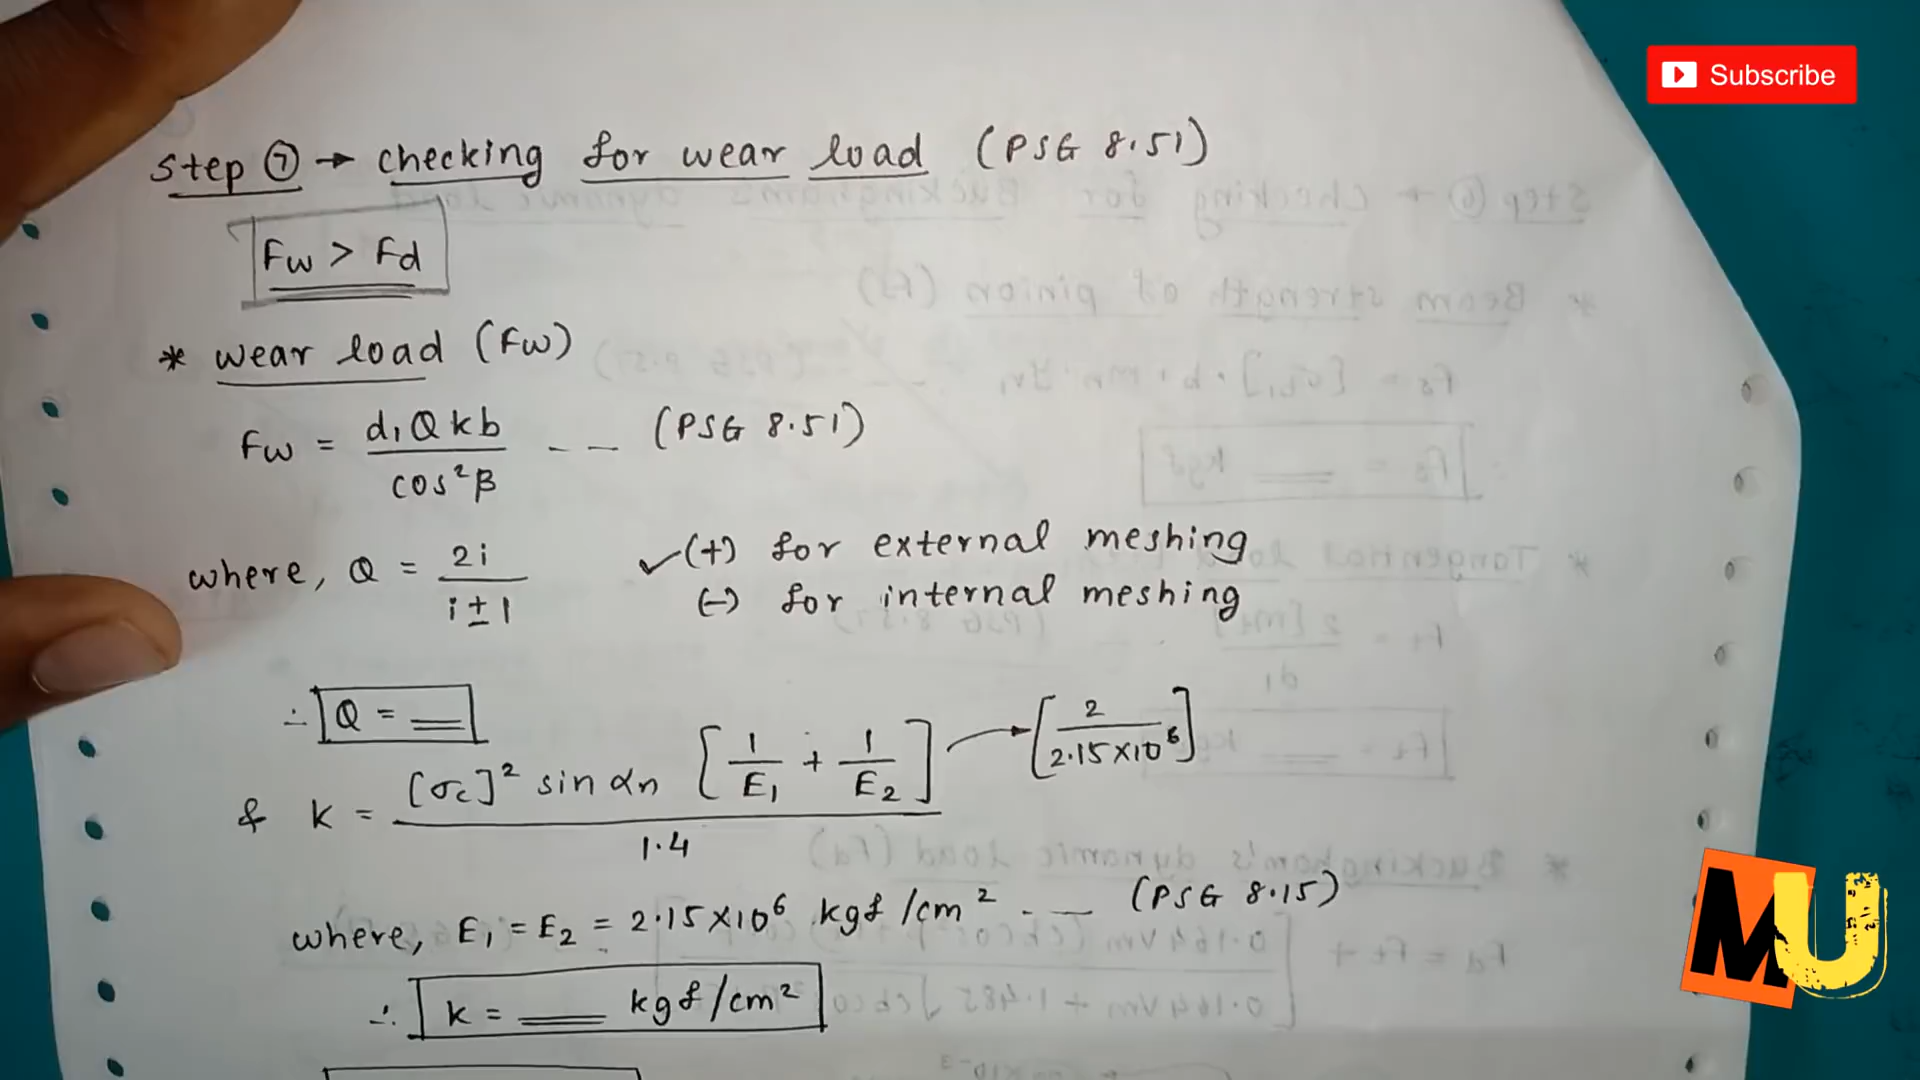 Subscribe
Step ⑦ → checking for wear load (PSG 8.51)
Fw > Fd
* wear load (Fw)
Fw = d₁Qkb / cos²β -- (PSG 8.51)
where, Q = 2i / i±1 ✓(+) for external meshing
(-) for internal meshing
∴ Q = __
& k = [σc]² sin αn [1/E₁ + 1/E₂] / 1.4 → [2 / 2.15×10⁶]
where, E₁ = E₂ = 2.15×10⁶ kgf/cm² -- (PSG 8.15)
∴ k = __ kgf/cm²
MU